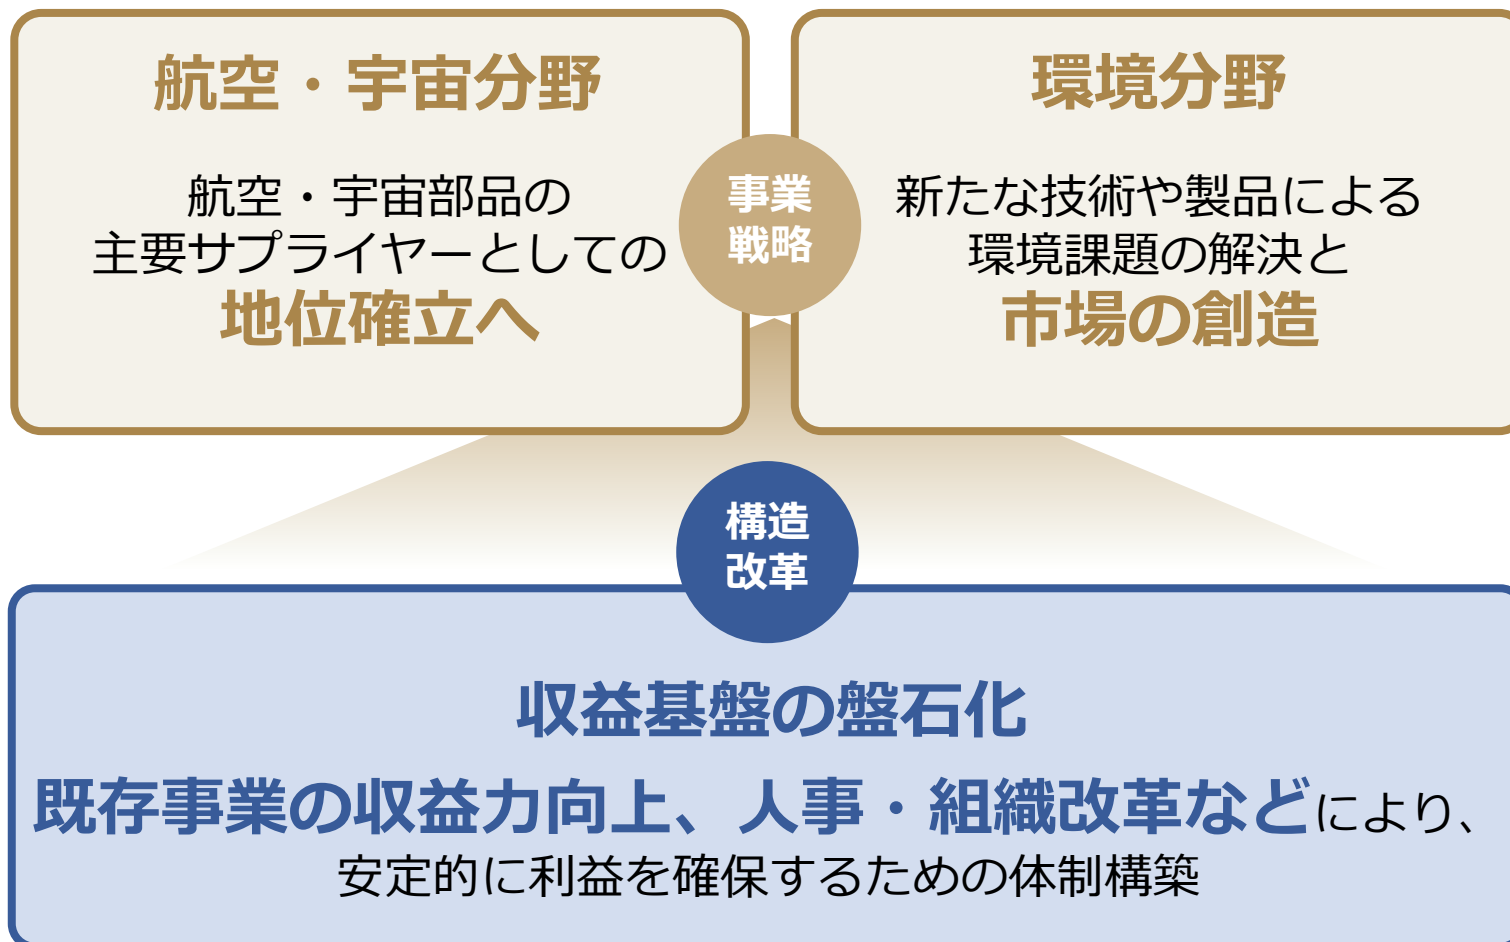 航空・宇宙分野
航空・宇宙部品の
主要サプライヤーとしての
地位確立へ
事業
戦略
環境分野
新たな技術や製品による
環境課題の解決と
市場の創造
構造
改革
収益基盤の盤石化
既存事業の収益力向上、人事・組織改革などにより、
安定的に利益を確保するための体制構築